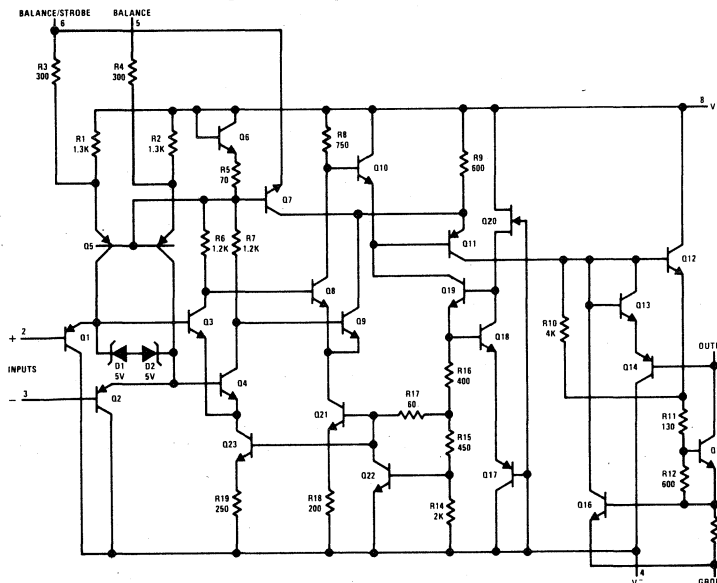 BALANCE/STROBE BALANCE
6 5
R3
300
R4
300
8 V
R1
1.3K
R2
1.3K
Q6
R5
70
R8
750
Q10
R9
600
Q7
Q20
Q5
R6
1.2K
R7
1.2K
Q11
Q12
Q8
Q19
Q13
Q3
Q9
Q18
R10
4K
OUTP
+ 2
Q1
D1
5V
D2
5V
Q14
INPUTS
Q4
R16
400
− 3
Q2
R17
60
R11
130
Q21
Q
Q23
R15
450
Q17
R12
600
Q22
Q16
R19
250
R18
200
R14
2K
4
V−
GROU